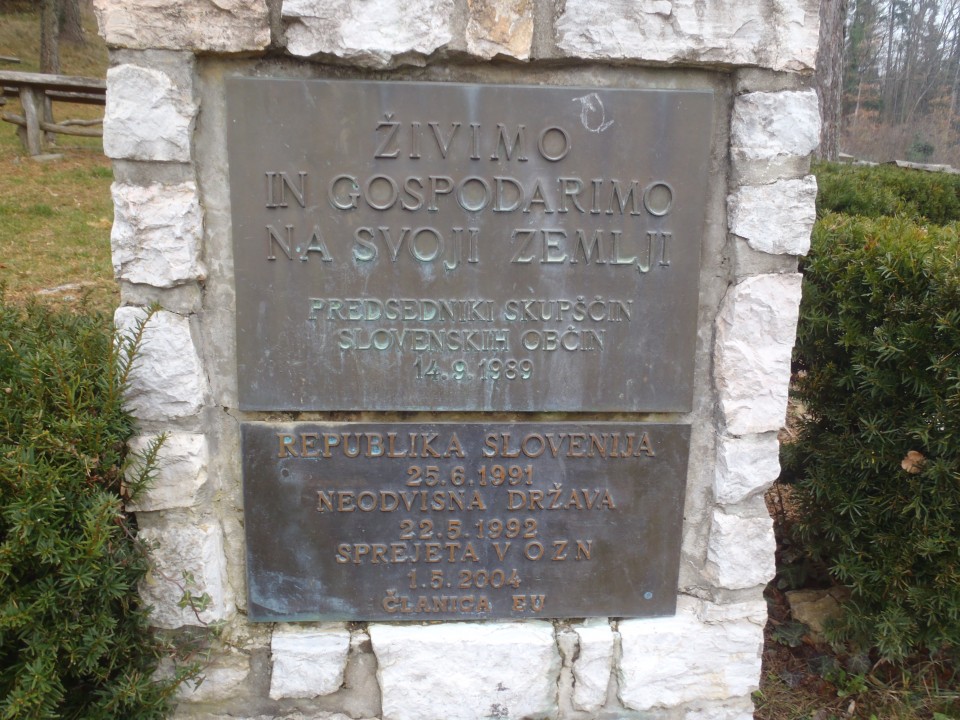 ŽIVIMO
IN GOSPODARIMO
NA SVOJI ZEMLJI
PREDSEDNIKI SKUPŠČIN
SLOVENSKIH OBČIN
14.9.1989
REPUBLIKA SLOVENIJA
25.6.1991
NEODVISNA DRŽAVA
22.5.1992
SPREJETA V OZN
1.5.2004
ČLANICA EU